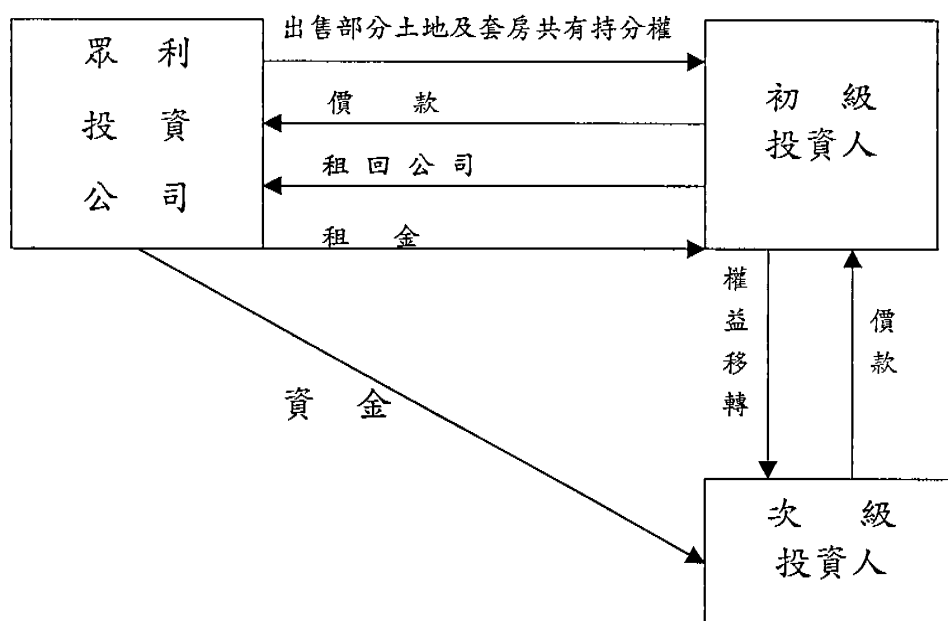 眾利
投資
公司
出售部分土地及套房共有持分權
價款
租回公司
租金
初級
投資人
權益移轉
價款
資金
次級
投資人